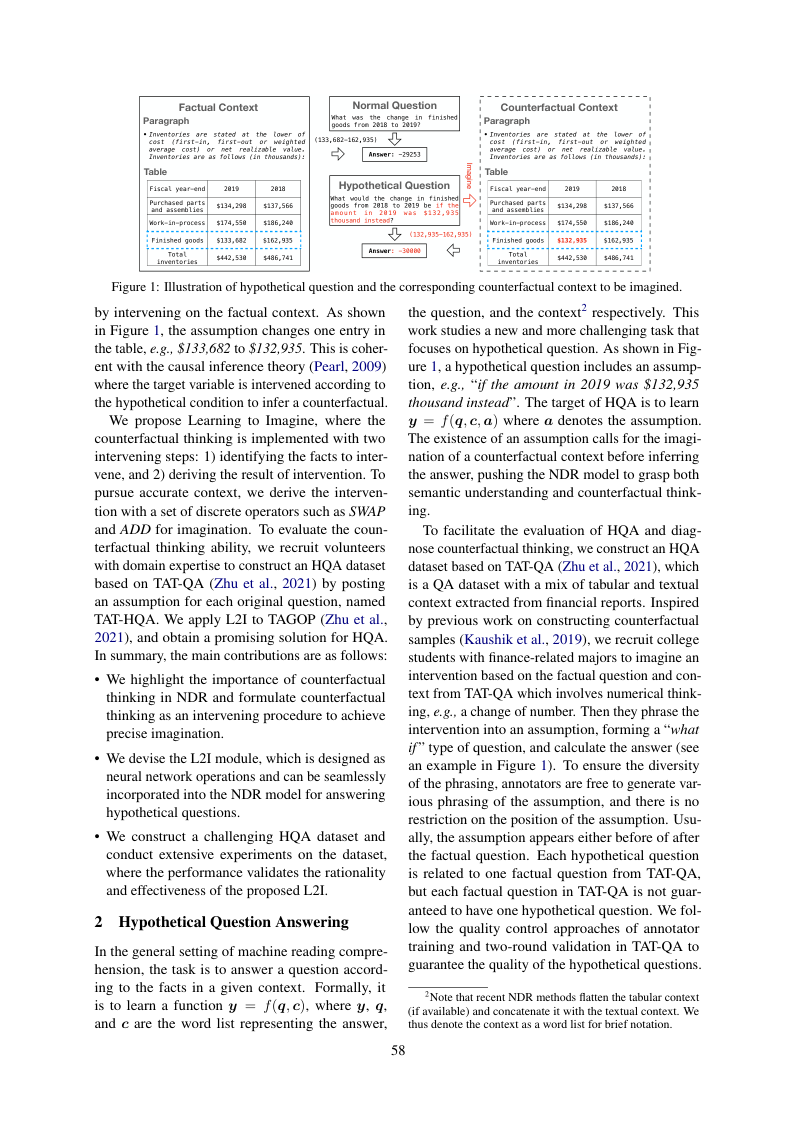 Factual Context
Paragraph
• Inventories are stated at the lower of
cost (first-in, first-out or weighted
average cost) or net realizable value.
Inventories are as follows (in thousands):
Table
Fiscal year-end 2019 2018
Purchased parts and assemblies $134,298 $137,566
Work-in-process $174,550 $186,240
Finished goods $133,682 $162,935
Total inventories $442,530 $486,741
Normal Question
What was the change in finished
goods from 2018 to 2019?
(133,682-162,935)
Answer: -29253
Hypothetical Question
What would the change in finished
goods from 2018 to 2019 be if the
amount in 2019 was $132,935
thousand instead?
(132,935-162,935)
Answer: -30000
Imagine
Counterfactual Context
Paragraph
• Inventories are stated at the lower of
cost (first-in, first-out or weighted
average cost) or net realizable value.
Inventories are as follows (in thousands):
Table
Fiscal year-end 2019 2018
Purchased parts and assemblies $134,298 $137,566
Work-in-process $174,550 $186,240
Finished goods $132,935 $162,935
Total inventories $442,530 $486,741
Figure 1: Illustration of hypothetical question and the corresponding counterfactual context to be imagined.
by intervening on the factual context. As shown
in Figure 1, the assumption changes one entry in
the table, e.g., $133,682 to $132,935. This is coher-
ent with the causal inference theory (Pearl, 2009)
where the target variable is intervened according to
the hypothetical condition to infer a counterfactual.
We propose Learning to Imagine, where the
counterfactual thinking is implemented with two
intervening steps: 1) identifying the facts to inter-
vene, and 2) deriving the result of intervention. To
pursue accurate context, we derive the interven-
tion with a set of discrete operators such as SWAP
and ADD for imagination. To evaluate the coun-
terfactual thinking ability, we recruit volunteers
with domain expertise to construct an HQA dataset
based on TAT-QA (Zhu et al., 2021) by posting
an assumption for each original question, named
TAT-HQA. We apply L2I to TAGOP (Zhu et al.,
2021), and obtain a promising solution for HQA.
In summary, the main contributions are as follows:
• We highlight the importance of counterfactual
thinking in NDR and formulate counterfactual
thinking as an intervening procedure to achieve
precise imagination.
• We devise the L2I module, which is designed as
neural network operations and can be seamlessly
incorporated into the NDR model for answering
hypothetical questions.
• We construct a challenging HQA dataset and
conduct extensive experiments on the dataset,
where the performance validates the rationality
and effectiveness of the proposed L2I.
2 Hypothetical Question Answering
In the general setting of machine reading compre-
hension, the task is to answer a question accord-
ing to the facts in a given context. Formally, it
is to learn a function y = f(q, c), where y, q,
and c are the word list representing the answer,
the question, and the context2 respectively. This
work studies a new and more challenging task that
focuses on hypothetical question. As shown in Fig-
ure 1, a hypothetical question includes an assump-
tion, e.g., “if the amount in 2019 was $132,935
thousand instead”. The target of HQA is to learn
y = f(q, c, a) where a denotes the assumption.
The existence of an assumption calls for the imagi-
nation of a counterfactual context before inferring
the answer, pushing the NDR model to grasp both
semantic understanding and counterfactual think-
ing.
To facilitate the evaluation of HQA and diag-
nose counterfactual thinking, we construct an HQA
dataset based on TAT-QA (Zhu et al., 2021), which
is a QA dataset with a mix of tabular and textual
context extracted from financial reports. Inspired
by previous work on constructing counterfactual
samples (Kaushik et al., 2019), we recruit college
students with finance-related majors to imagine an
intervention based on the factual question and con-
text from TAT-QA which involves numerical think-
ing, e.g., a change of number. Then they phrase the
intervention into an assumption, forming a “what
if” type of question, and calculate the answer (see
an example in Figure 1). To ensure the diversity
of the phrasing, annotators are free to generate var-
ious phrasing of the assumption, and there is no
restriction on the position of the assumption. Usu-
ally, the assumption appears either before of after
the factual question. Each hypothetical question
is related to one factual question from TAT-QA,
but each factual question in TAT-QA is not guar-
anteed to have one hypothetical question. We fol-
low the quality control approaches of annotator
training and two-round validation in TAT-QA to
guarantee the quality of the hypothetical questions.
2Note that recent NDR methods flatten the tabular context
(if available) and concatenate it with the textual context. We
thus denote the context as a word list for brief notation.
58